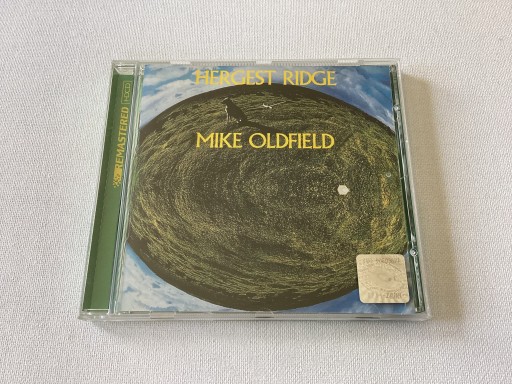 HERGEST RIDGE
MIKE OLDFIELD
REMASTERED